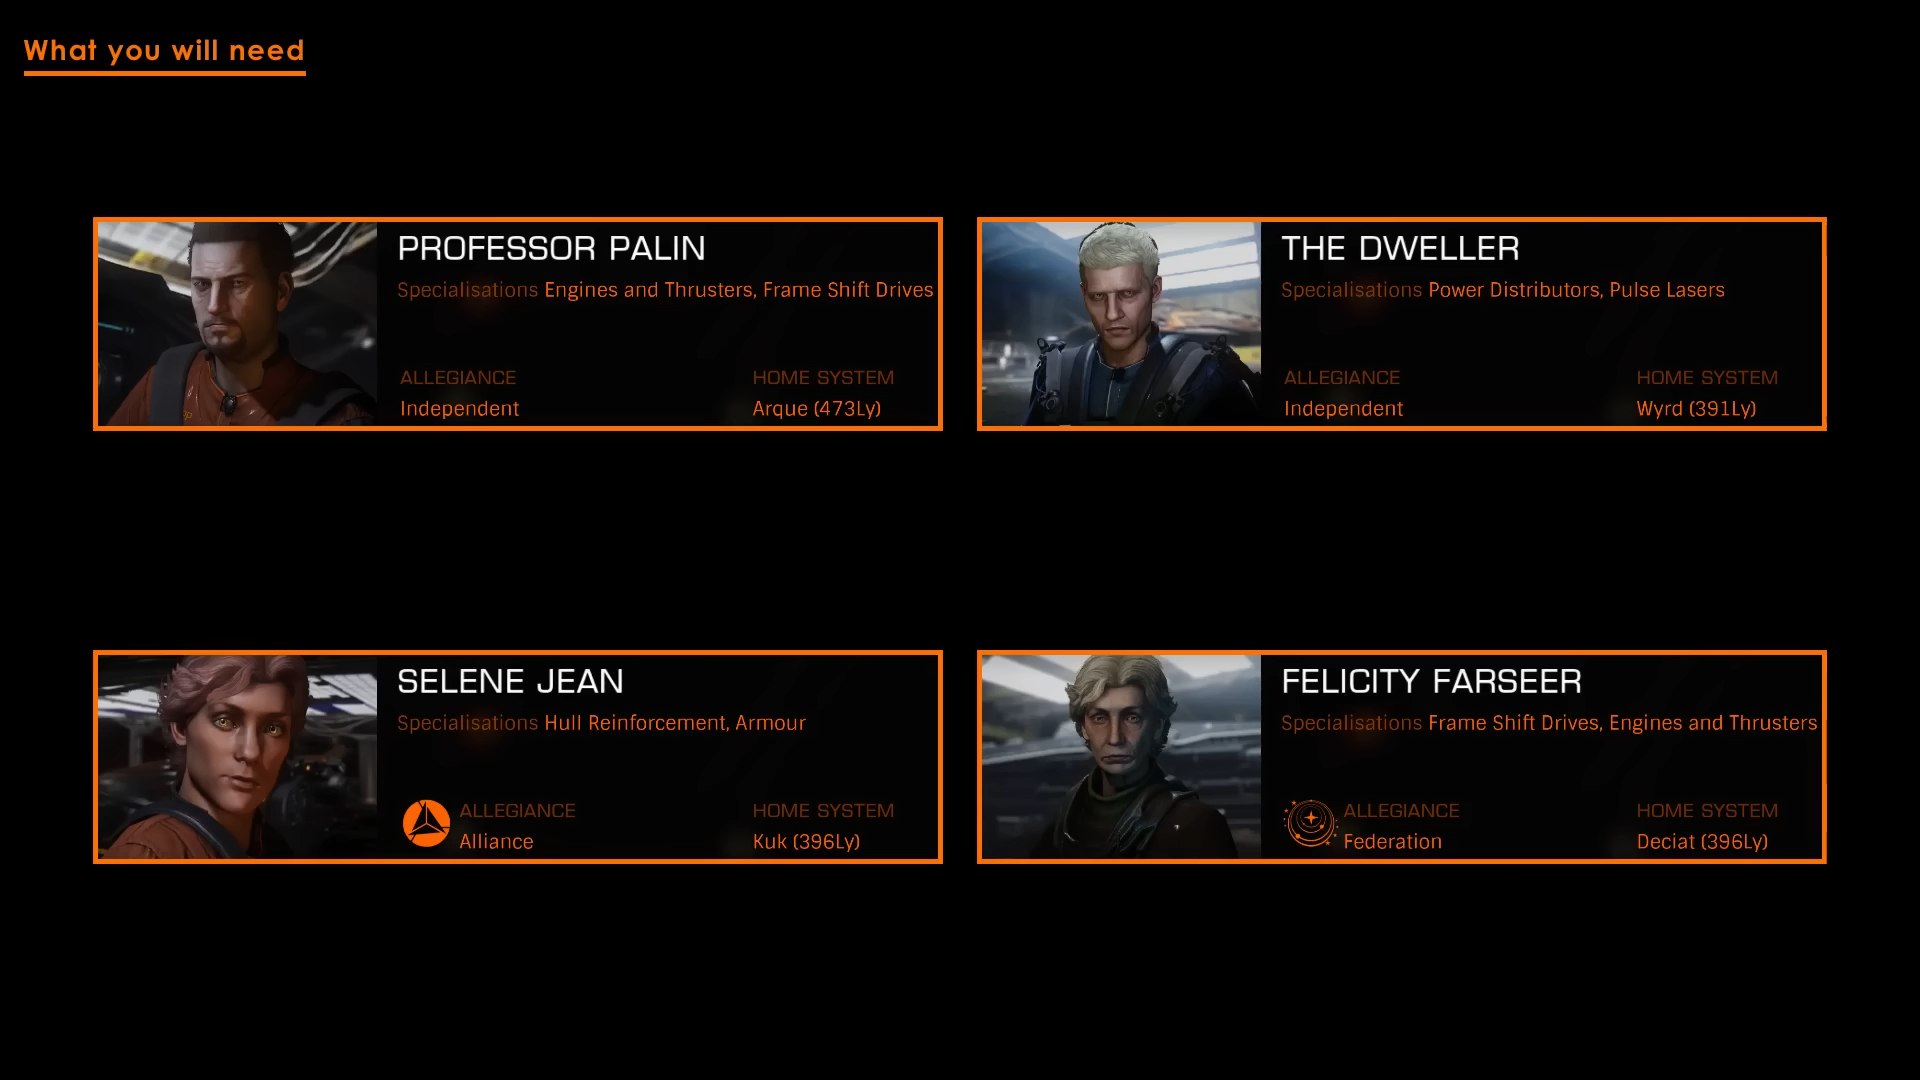 What you will need
PROFESSOR PALIN
Specialisations Engines and Thrusters, Frame Shift Drives
ALLEGIANCE
Independent
HOME SYSTEM
Arque (473Ly)
THE DWELLER
Specialisations Power Distributors, Pulse Lasers
ALLEGIANCE
Independent
HOME SYSTEM
Wyrd (391Ly)
SELENE JEAN
Specialisations Hull Reinforcement, Armour
ALLEGIANCE
Alliance
HOME SYSTEM
Kuk (396Ly)
FELICITY FARSEER
Specialisations Frame Shift Drives, Engines and Thrusters
ALLEGIANCE
Federation
HOME SYSTEM
Deciat (396Ly)